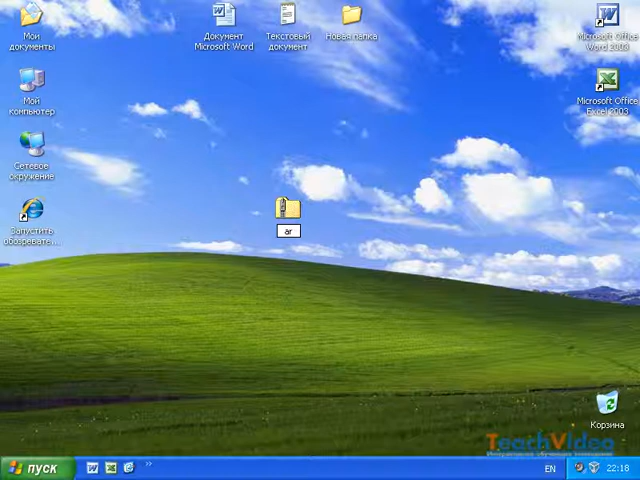 Мои
документы
Документ
Microsoft Word
Текстовый
документ
Новая папка
Microsoft Office
Word 2003
Мой
компьютер
Microsoft Office
Excel 2003
Сетевое
окружение
Запустить
обозревате...
ar
Корзина
TeachVideo
пуск
EN
22:18